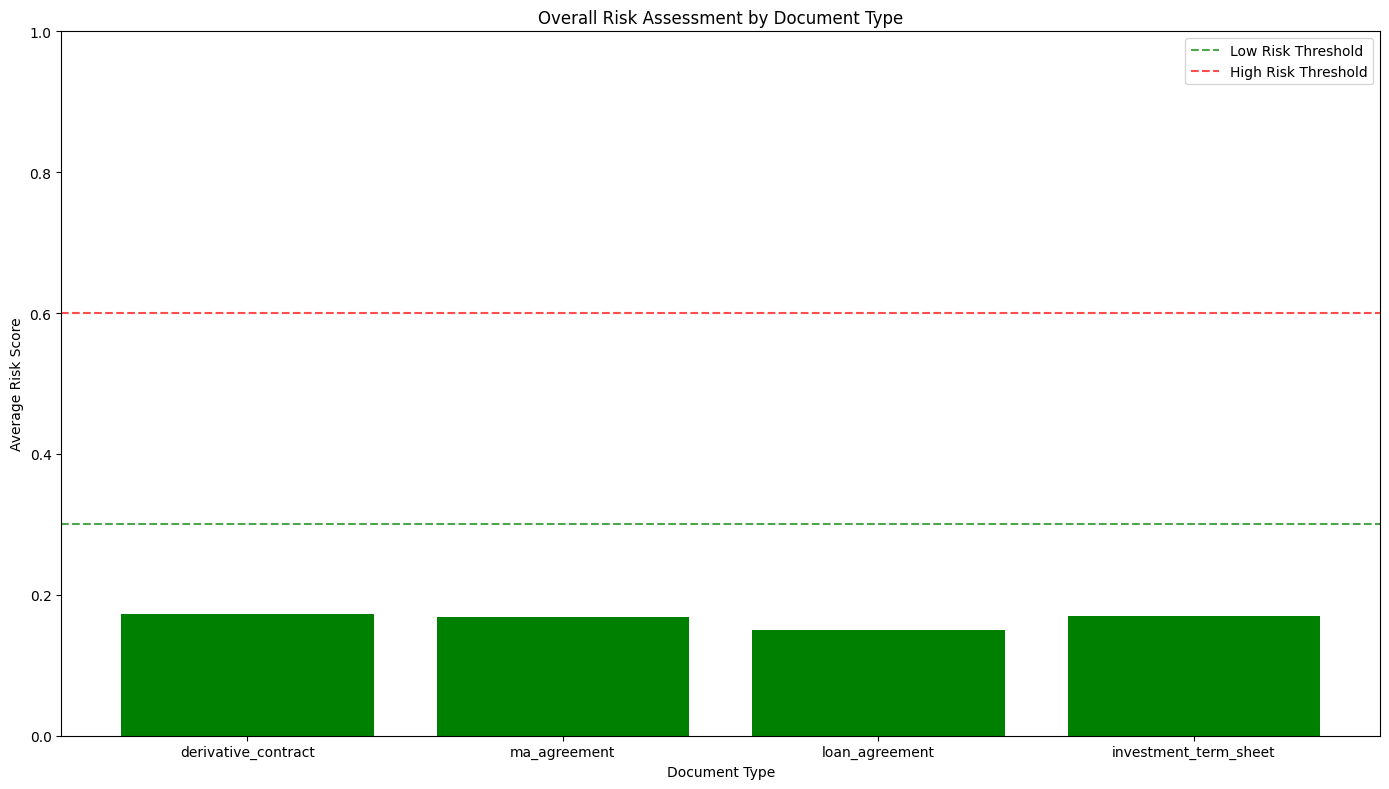 Overall Risk Assessment by Document Type
1.0
0.8
0.6
0.4
0.2
0.0
Average Risk Score
Low Risk Threshold
High Risk Threshold
derivative_contract
ma_agreement
loan_agreement
investment_term_sheet
Document Type